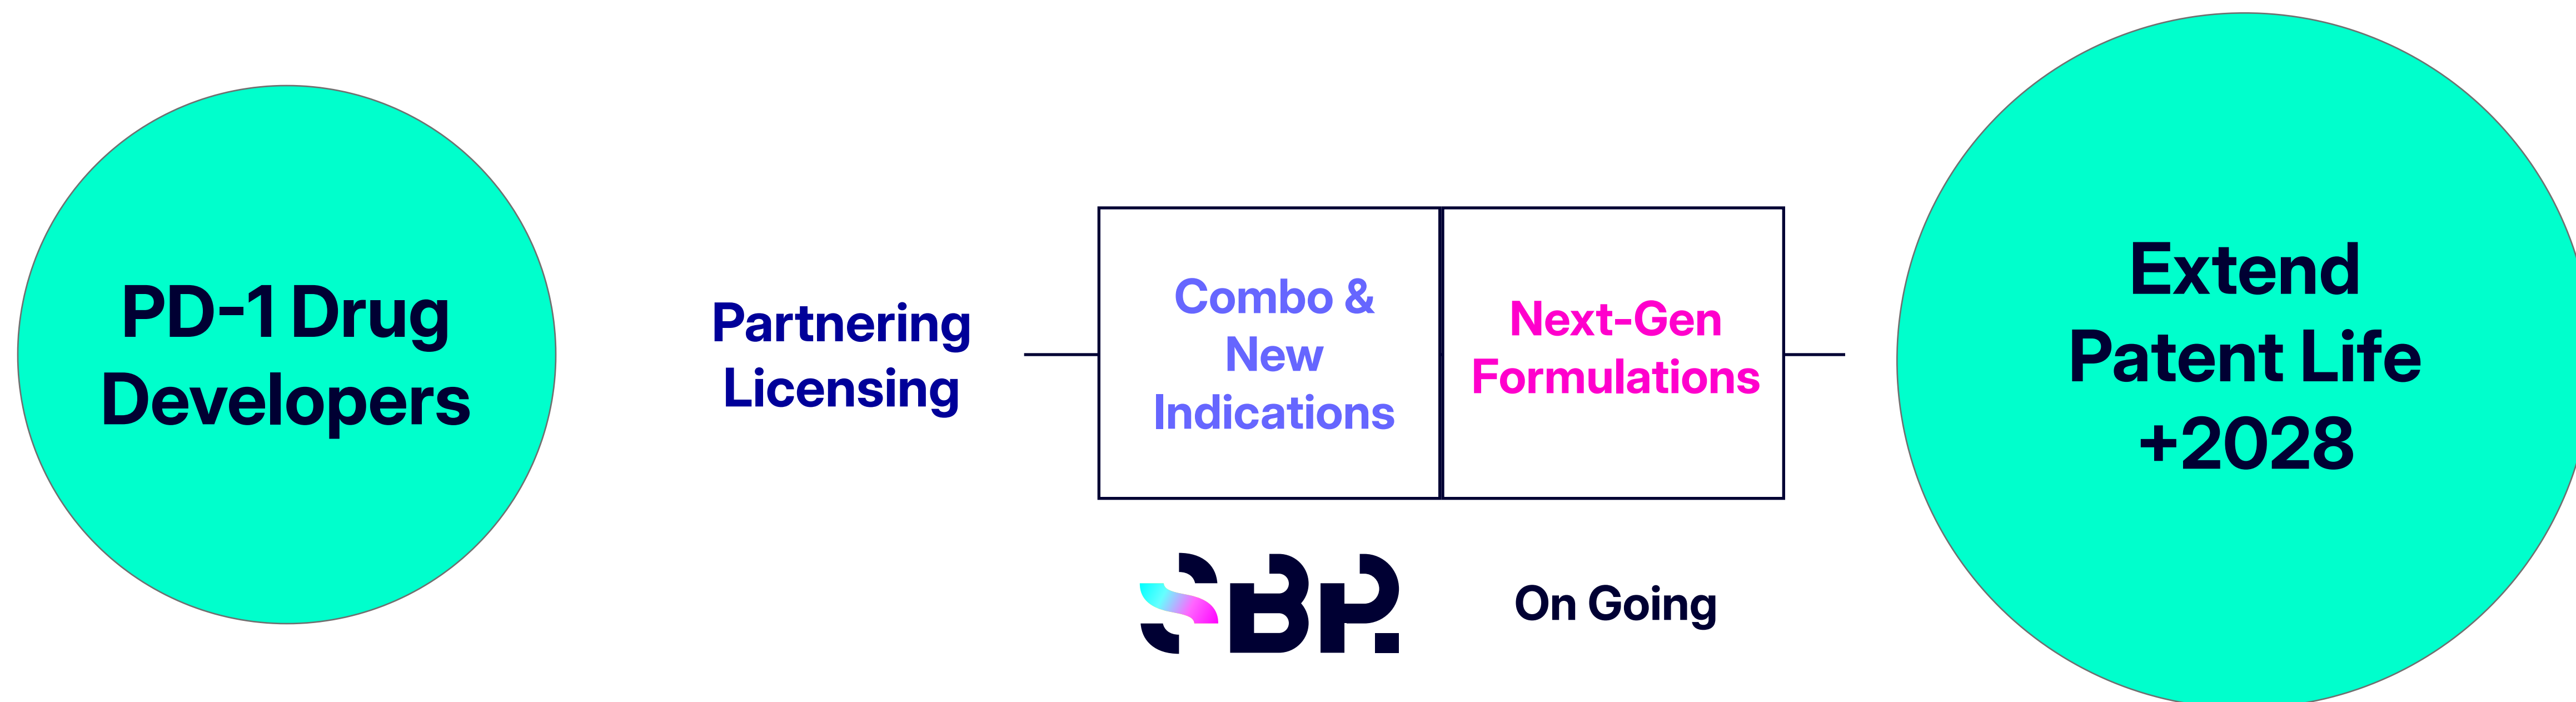 PD-1 Drug
Developers
Partnering
Licensing
Combo &
New
Indications
Next-Gen
Formulations
SBP.
On Going
Extend
Patent Life
+2028